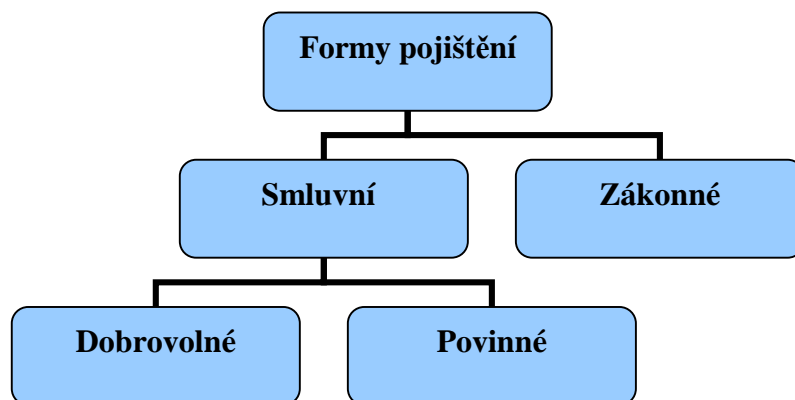 Formy pojištění
Smluvní
Zákonné
Dobrovolné
Povinné